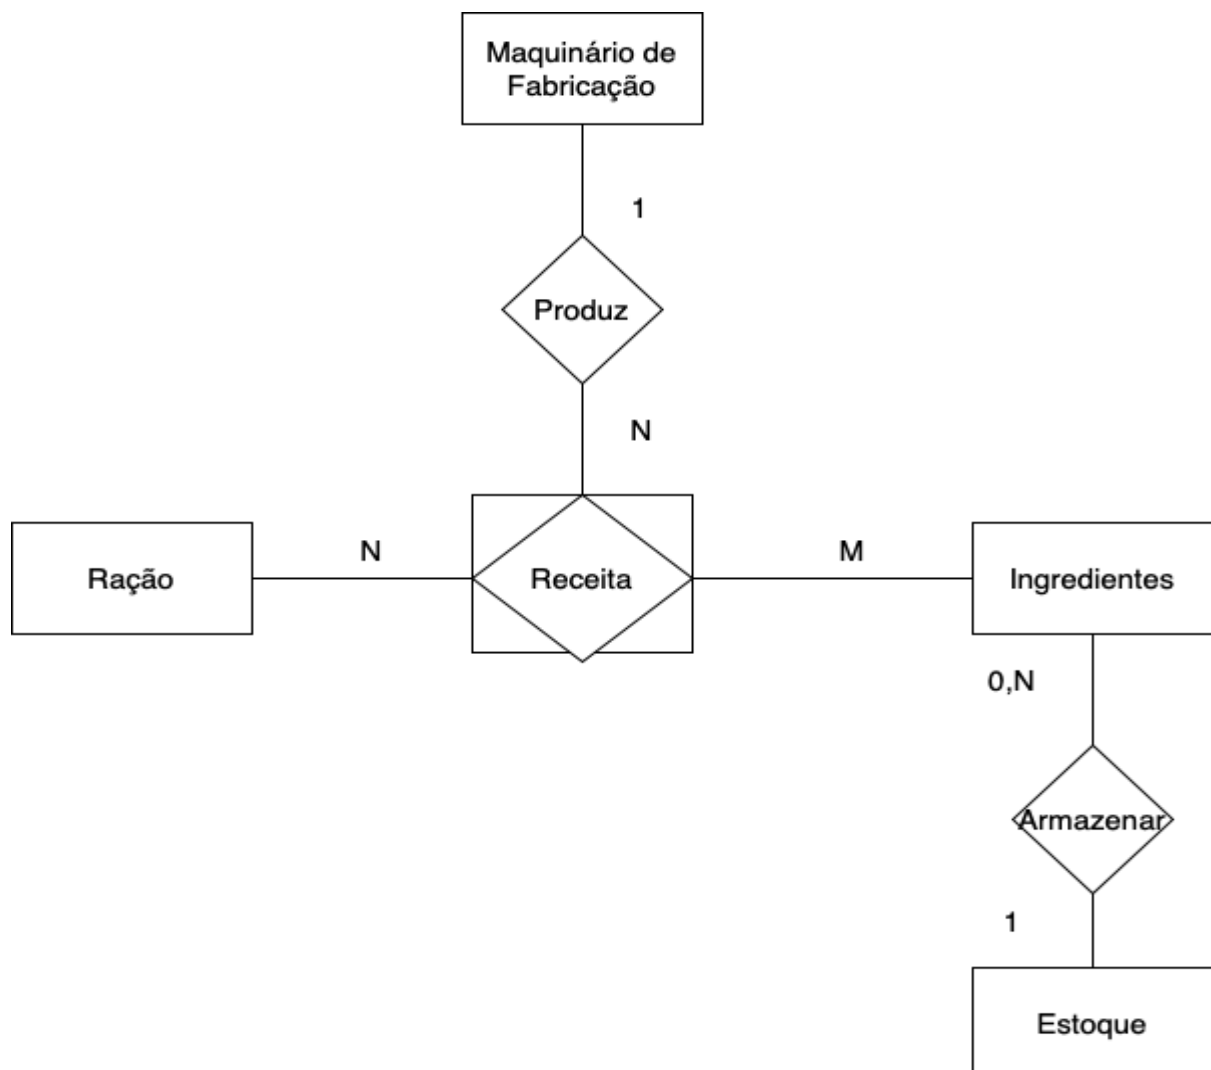 Maquinário de
Fabricação
1
Produz
N
Ração
N
Receita
M
Ingredientes
0,N
Armazenar
1
Estoque